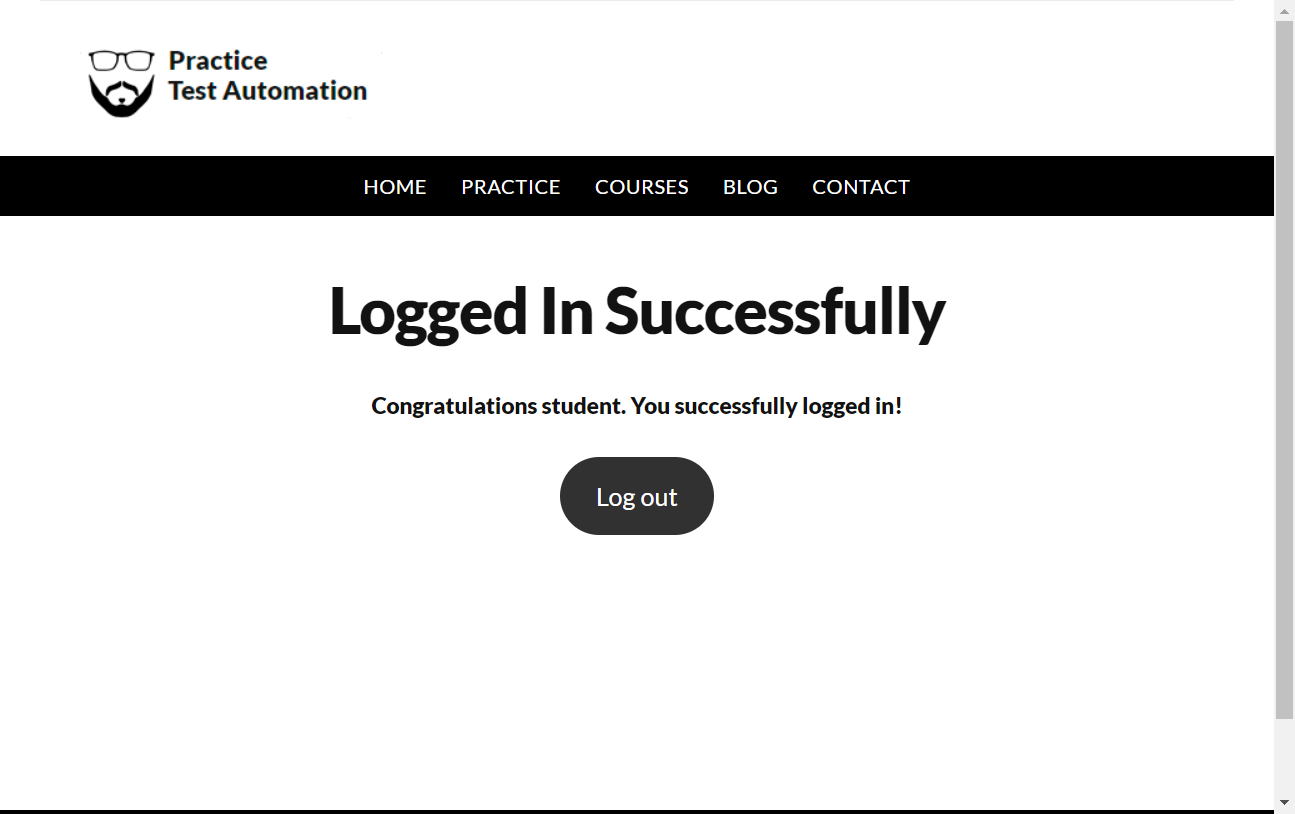 Practice
Test Automation
HOME PRACTICE COURSES BLOG CONTACT
Logged In Successfully
Congratulations student. You successfully logged in!
Log out